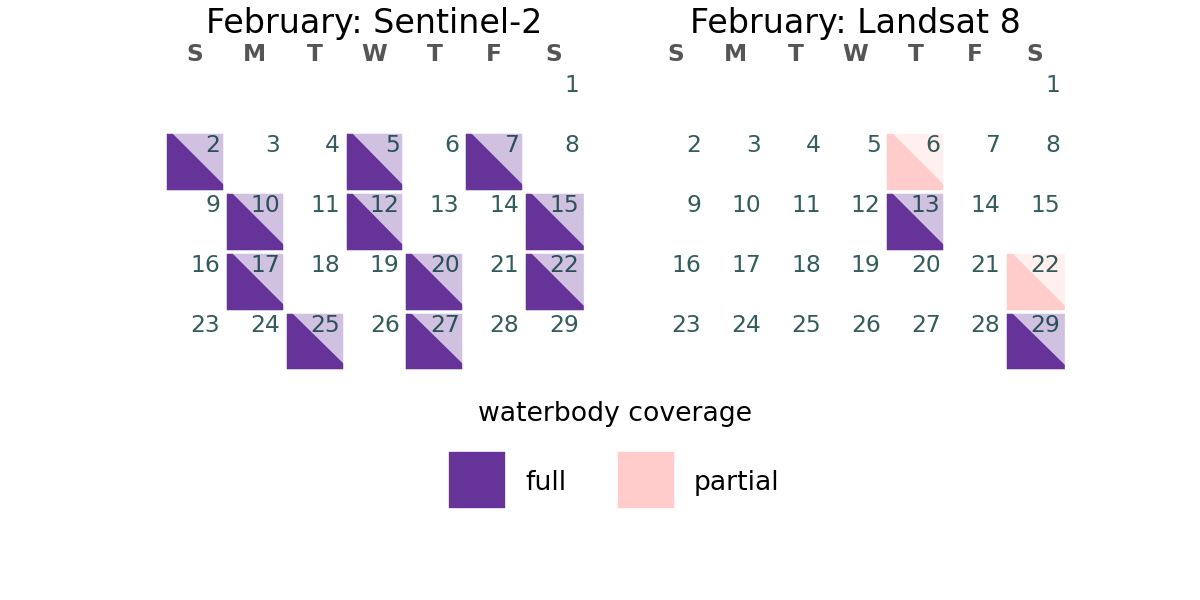 February: Sentinel-2
S M T W T F S
1
2 3 4 5 6 7 8
9 10 11 12 13 14 15
16 17 18 19 20 21 22
23 24 25 26 27 28 29
February: Landsat 8
S M T W T F S
1
2 3 4 5 6 7 8
9 10 11 12 13 14 15
16 17 18 19 20 21 22
23 24 25 26 27 28 29
waterbody coverage
full partial